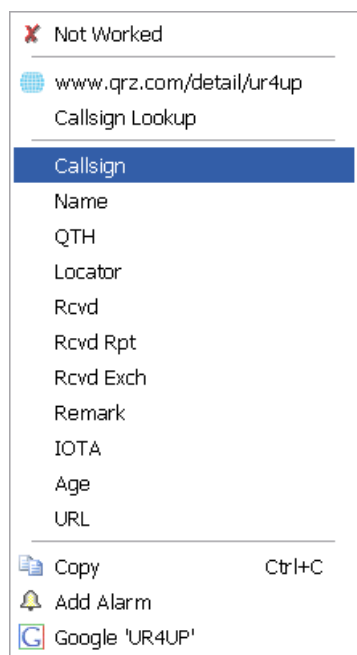 Not Worked
www.qrz.com/detail/ur4up
Callsign Lookup
Callsign
Name
QTH
Locator
Rcvd
Rcvd Rpt
Rcvd Exch
Remark
IOTA
Age
URL
Copy Ctrl+C
Add Alarm
G Google 'UR4UP'